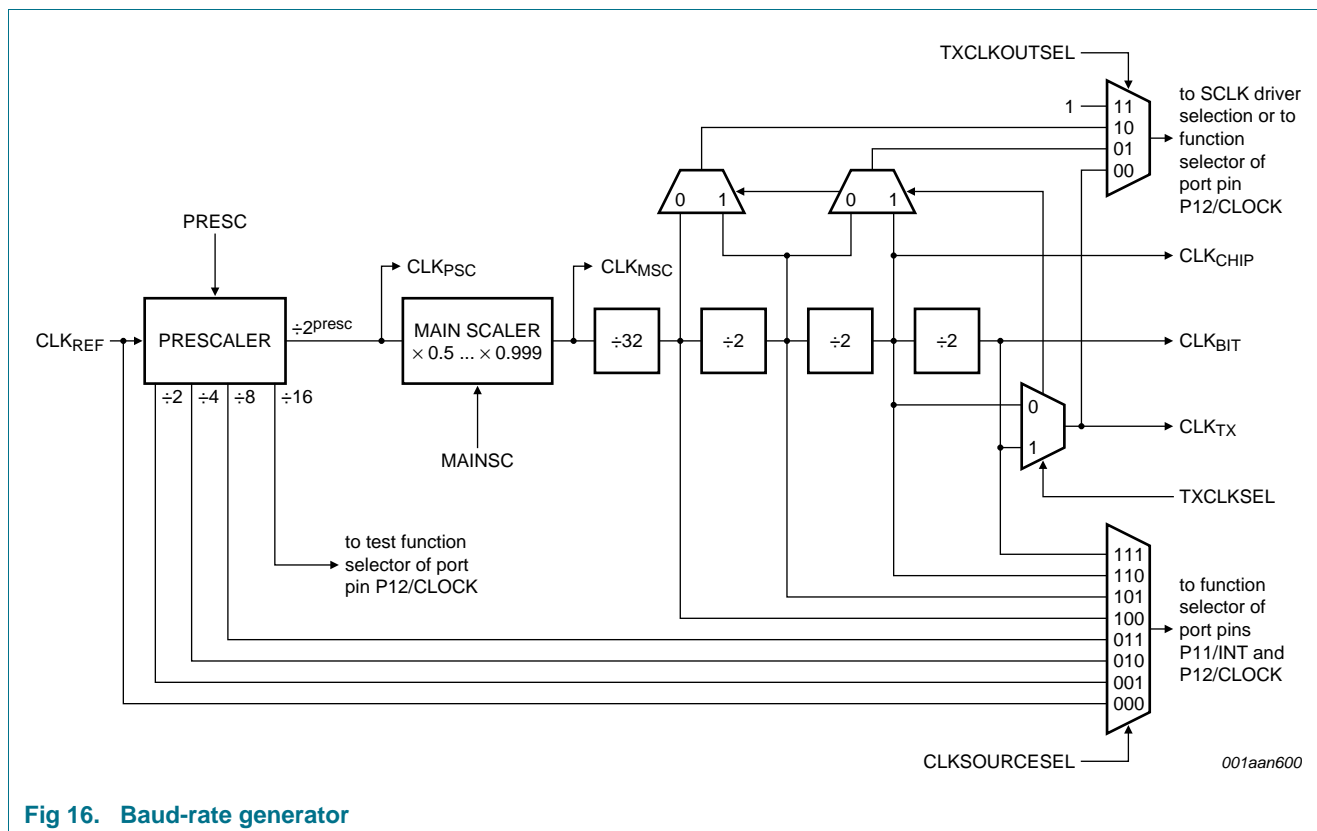 TXCLKOUTSEL
1
11
10
01
00
to SCLK driver
selection or to
function
selector of
port pin
P12/CLOCK
0 1
0 1
PRESC
CLKPSC
CLKMSC
CLKCHIP
CLKREF
PRESCALER
÷2presc
MAIN SCALER
× 0.5 ... × 0.999
÷32
÷2
÷2
÷2
CLKBIT
÷2
÷4
÷8
÷16
MAINSC
0
1
CLKTX
TXCLKSEL
to test function
selector of port
pin P12/CLOCK
111
110
101
100
011
010
001
000
to function
selector of
port pins
P11/INT and
P12/CLOCK
CLKSOURCESEL
001aan600
Fig 16. Baud-rate generator